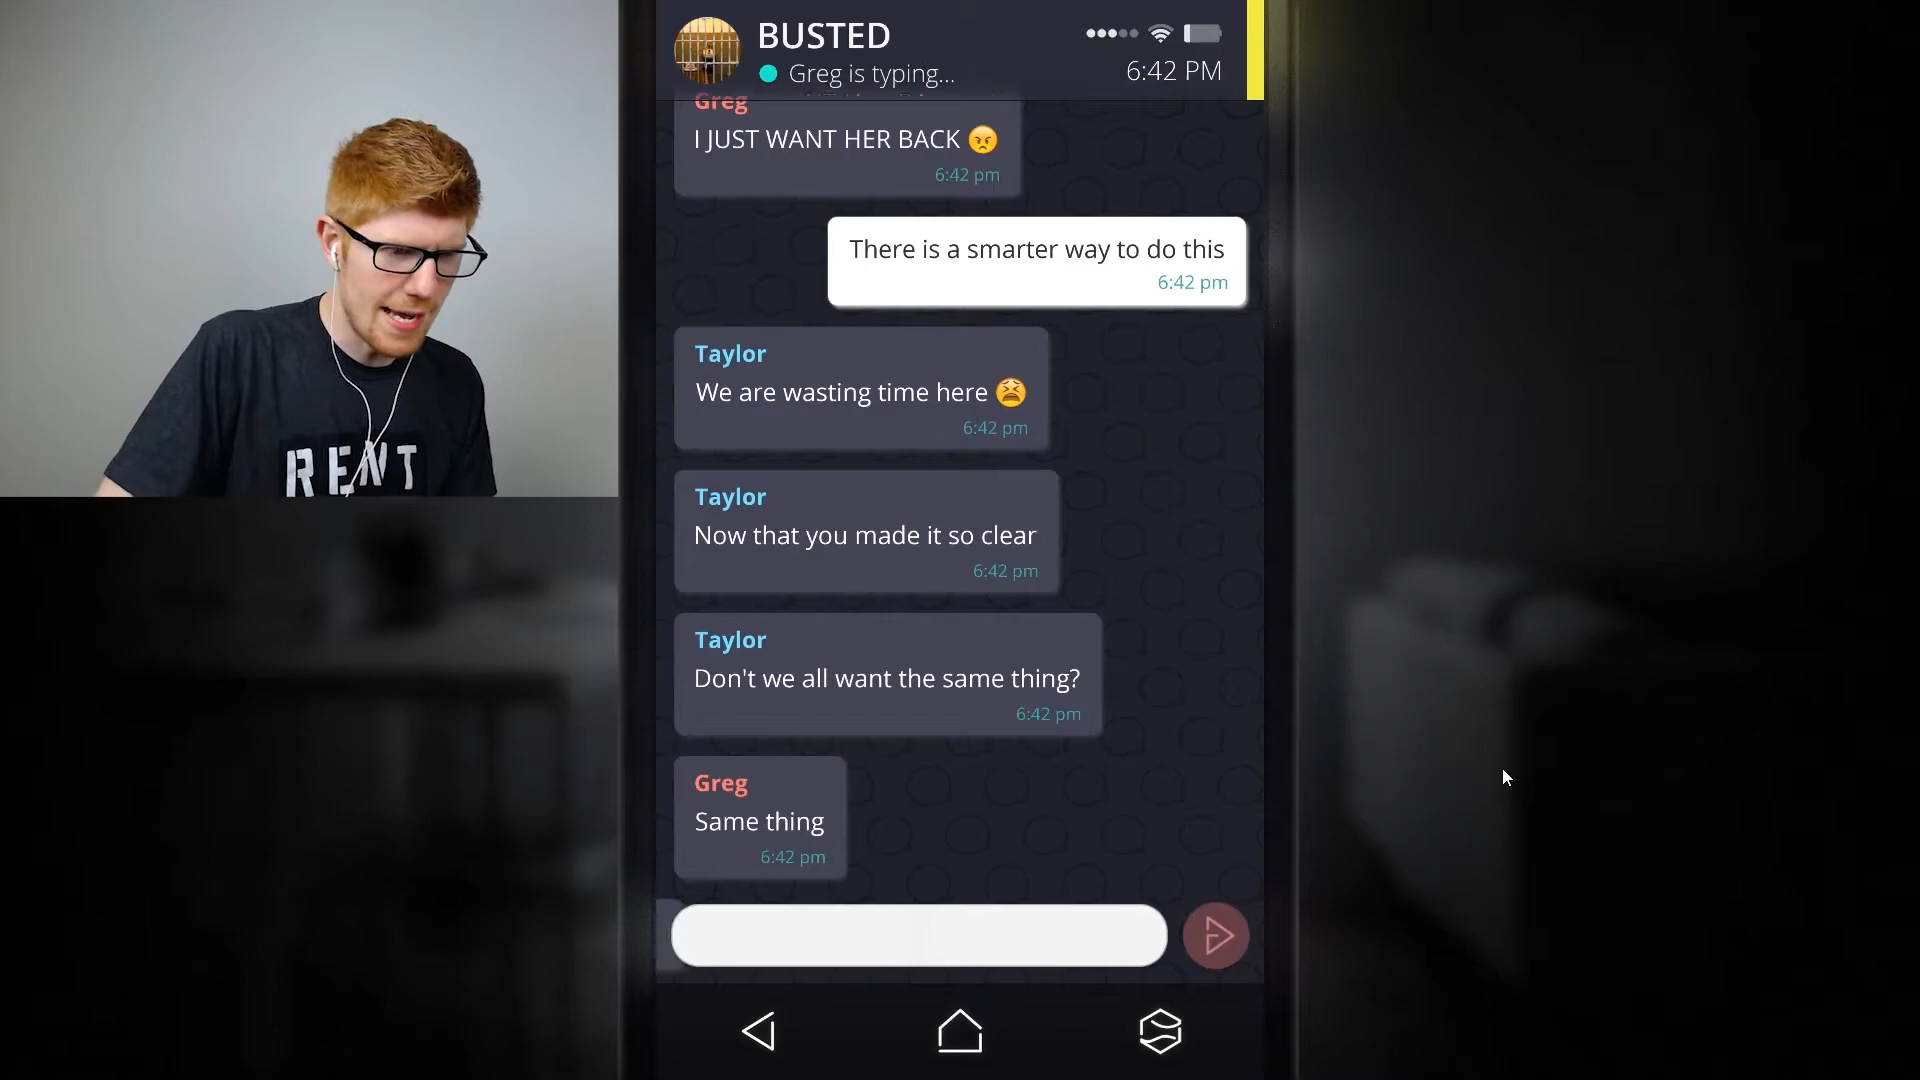 BUSTED
Greg is typing...
6:42 PM
Greg
I JUST WANT HER BACK 😠
6:42 pm
There is a smarter way to do this
6:42 pm
Taylor
We are wasting time here 😫
6:42 pm
Taylor
Now that you made it so clear
6:42 pm
Taylor
Don't we all want the same thing?
6:42 pm
Greg
Same thing
6:42 pm
RENT